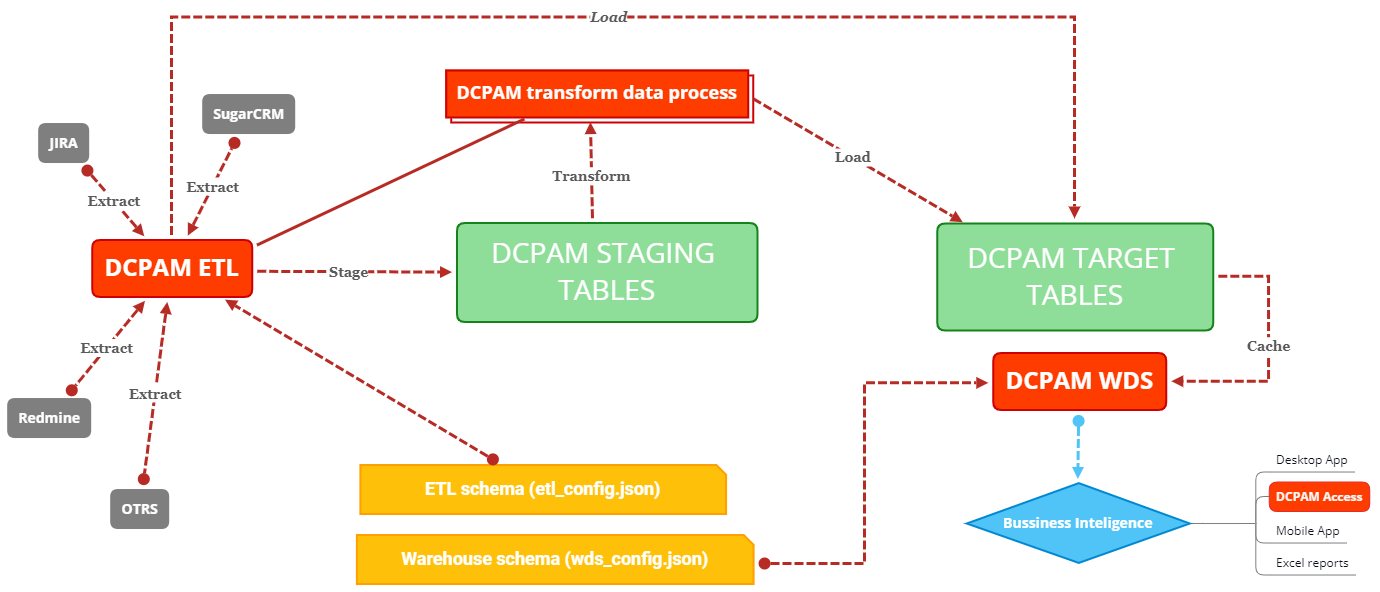 Load
DCPAM transform data process
SugarCRM
JIRA
Load
Transform
Extract
Extract
DCPAM ETL
Stage
DCPAM STAGING
TABLES
DCPAM TARGET
TABLES
Cache
Extract
Extract
DCPAM WDS
Redmine
OTRS
ETL schema (etl_config.json)
Warehouse schema (wds_config.json)
Bussiness Inteligence
Desktop App
DCPAM Access
Mobile App
Excel reports